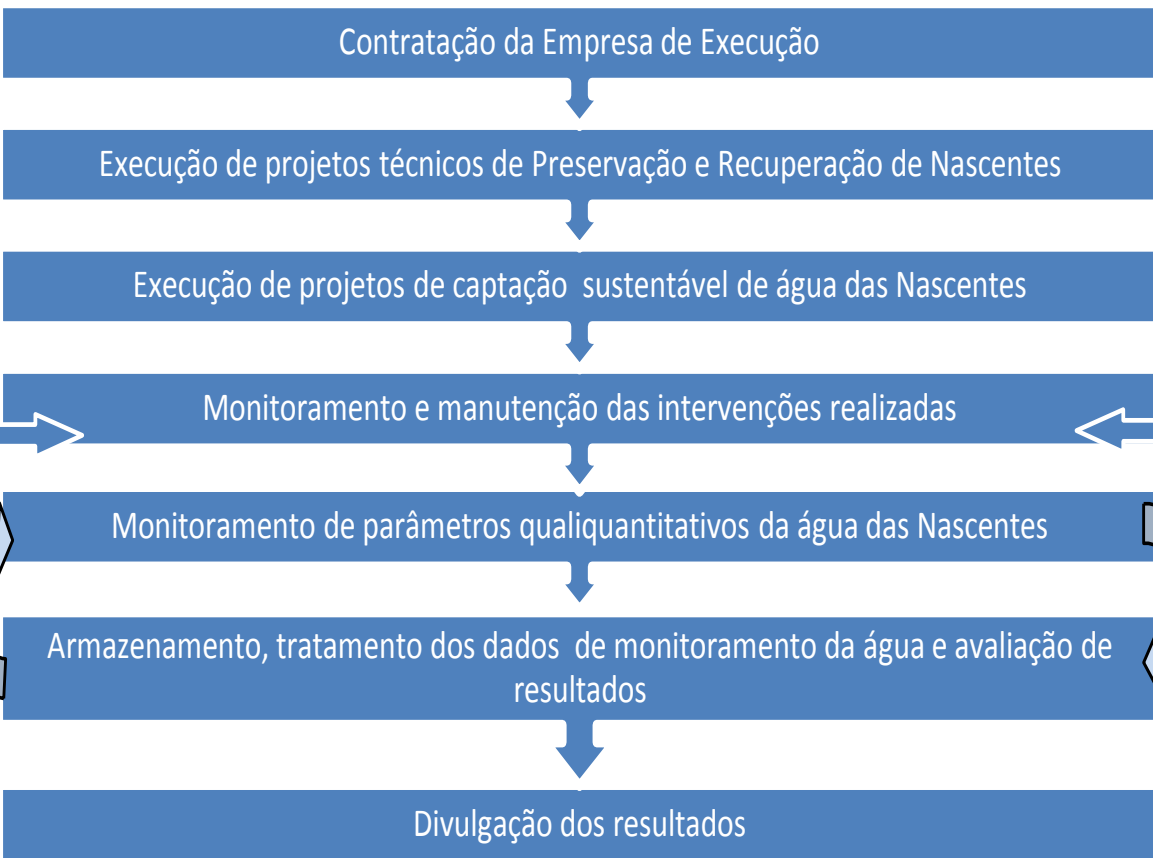 Contratação da Empresa de Execução
Execução de projetos técnicos de Preservação e Recuperação de Nascentes
Execução de projetos de captação sustentável de água das Nascentes
Monitoramento e manutenção das intervenções realizadas
Monitoramento de parâmetros qualiquantitativos da água das Nascentes
Armazenamento, tratamento dos dados de monitoramento da água e avaliação de
resultados
Divulgação dos resultados